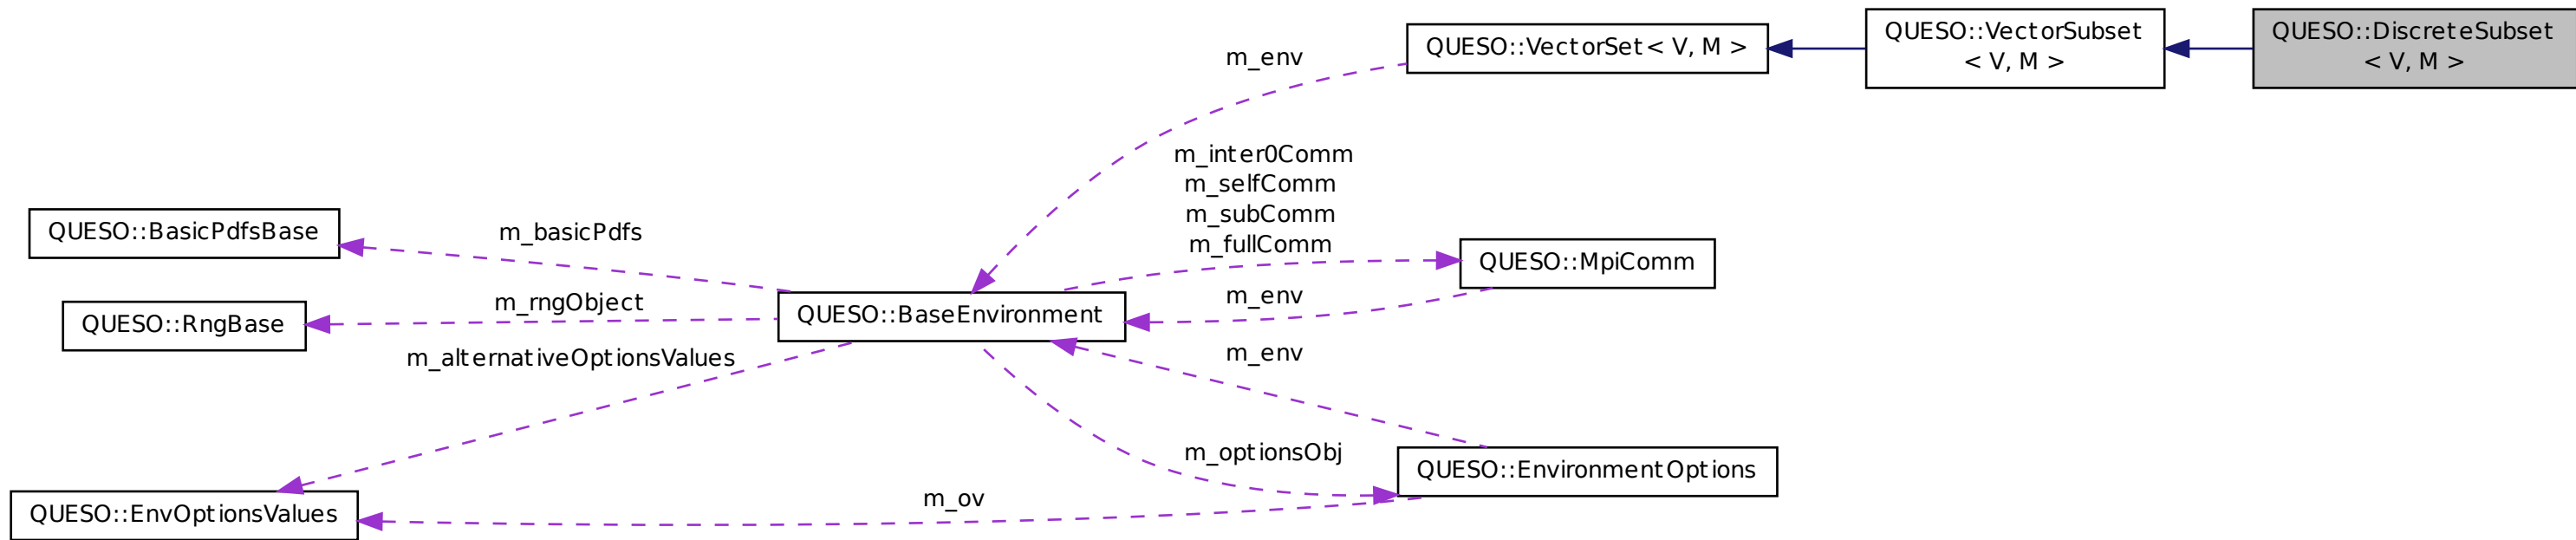 QUESO::VectorSet< V, M >
QUESO::VectorSubset
< V, M >
QUESO::DiscreteSubset
< V, M >
m_env
m_inter0Comm
m_selfComm
m_subComm
m_fullComm
QUESO::BasicPdfsBase
m_basicPdfs
QUESO::MpiComm
m_env
QUESO::RngBase
m_rngObject
QUESO::BaseEnvironment
m_env
m_alternativeOptionsValues
m_optionsObj
QUESO::EnvironmentOptions
m_ov
QUESO::EnvOptionsValues